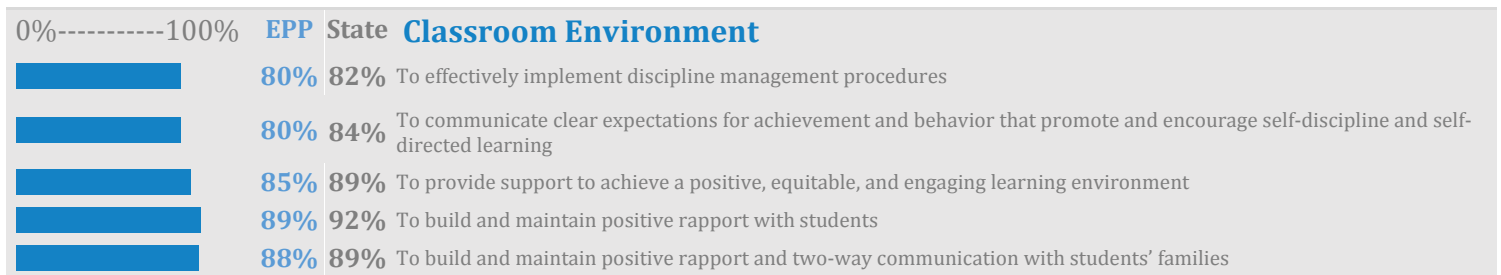 0%-----------100% EPP State Classroom Environment
80% 82% To effectively implement discipline management procedures
80% 84% To communicate clear expectations for achievement and behavior that promote and encourage self-discipline and self-
directed learning
85% 89% To provide support to achieve a positive, equitable, and engaging learning environment
89% 92% To build and maintain positive rapport with students
88% 89% To build and maintain positive rapport and two-way communication with students’ families